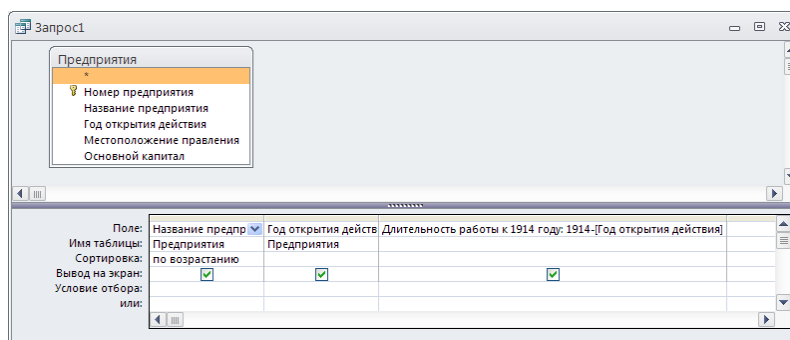 Запрос1
Предприятия
*
Номер предприятия
Название предприятия
Год открытия действия
Местоположение правления
Основной капитал
Поле: Название предпр Год открытия действ Длительность работы к 1914 году: 1914-[Год открытия действия]
Имя таблицы: Предприятия Предприятия
Сортировка: по возрастанию
Вывод на экран:
Условие отбора:
или: